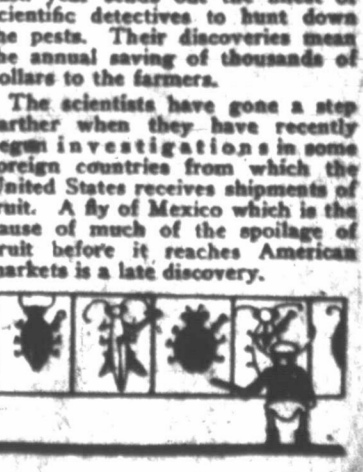 cientific detectives to hunt down
he pests. Their discoveries mean
he annual saving of thousands of
ollars to the farmers.
The scientists have gone a step
arther when they have recently
egun investigations in some
oreign countries from which the
nited States receives shipments of
ruit. A fly of Mexico which is the
ause of much of the spoilage of
ruit before it reaches American
arkets is a late discovery.